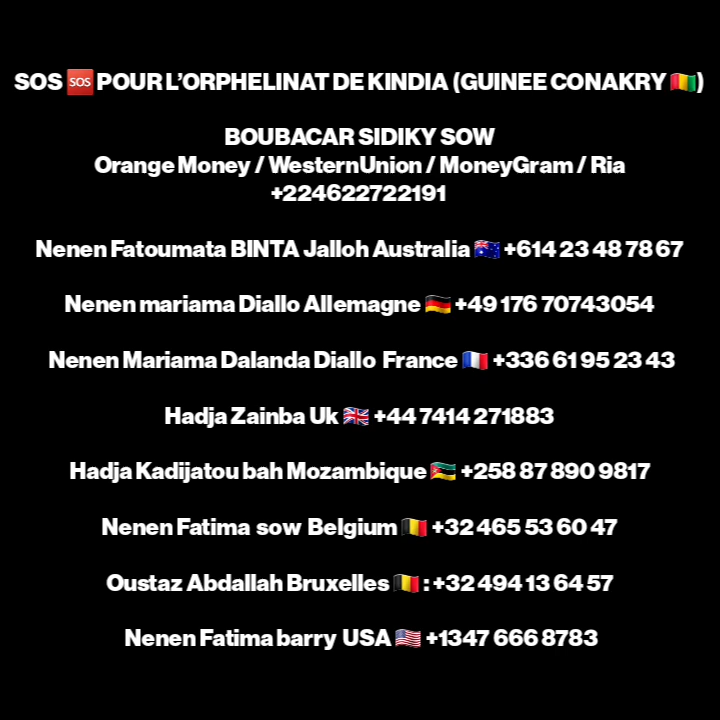 SOS 🆘 POUR L’ORPHELINAT DE KINDIA (GUINEE CONAKRY 🇬🇳)
BOUBACAR SIDIKY SOW
Orange Money / WesternUnion / MoneyGram / Ria
+224622722191
Nenen Fatoumata BINTA Jalloh Australia 🇦🇺 +614 23 48 78 67
Nenen mariama Diallo Allemagne 🇩🇪 +49 176 70743054
Nenen Mariama Dalanda Diallo France 🇫🇷 +336 61 95 23 43
Hadja Zainba Uk 🇬🇧 +44 7414 271883
Hadja Kadijatou bah Mozambique 🇲🇿 +258 87 890 9817
Nenen Fatima sow Belgium 🇧🇪 +32 465 53 60 47
Oustaz Abdallah Bruxelles 🇧🇪 : +32 494 13 64 57
Nenen Fatima barry USA 🇺🇸 +1347 666 8783